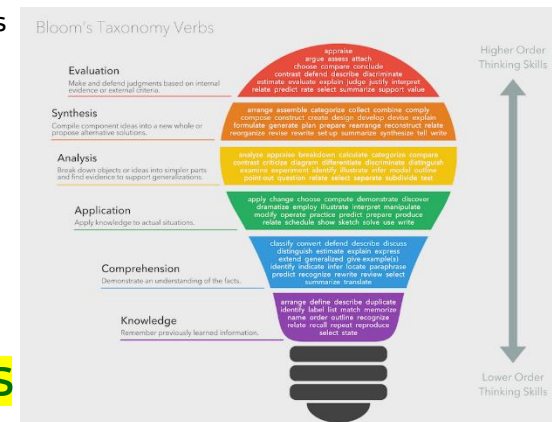 s
Bloom's Taxonomy Verbs
Higher Order
Thinking Skills
Evaluation
Make and defend judgments based on internal
evidence or external criteria.
appraise
argue assess attach
choose compare conclude
contrast defend describe discriminate
estimate evaluate explain judge justify interpret
relate predict rate select summarize support value
Synthesis
Compile component ideas into a new whole or
propose alternative solutions.
arrange assemble categorize collect combine comply
compose construct create design develop devise explain
formulate generate plan prepare rearrange reconstruct relate
reorganize revise rewrite set up summarize synthesize tell write
Analysis
Break down objects or ideas into simpler parts
and find evidence to support generalizations.
analyze appraise breakdown calculate categorize compare
contrast criticize diagram differentiate discriminate distinguish
examine experiment identify illustrate infer model outline
point out question relate select separate subdivide test
Application
Apply knowledge to actual situations.
apply change choose compute demonstrate discover
dramatize employ illustrate interpret manipulate
modify operate practice predict prepare produce
relate schedule show sketch solve use write
Comprehension
Demonstrate an understanding of the facts.
classify convert defend describe discuss
distinguish estimate explain express
extend generalized give example(s)
identify indicate infer locate paraphrase
predict recognize rewrite review select
summarize translate
Knowledge
Remember previously learned information.
arrange define describe duplicate
identify label list match memorize
name order outline recognize
relate recall repeat reproduce
select state
s
Lower Order
Thinking Skills